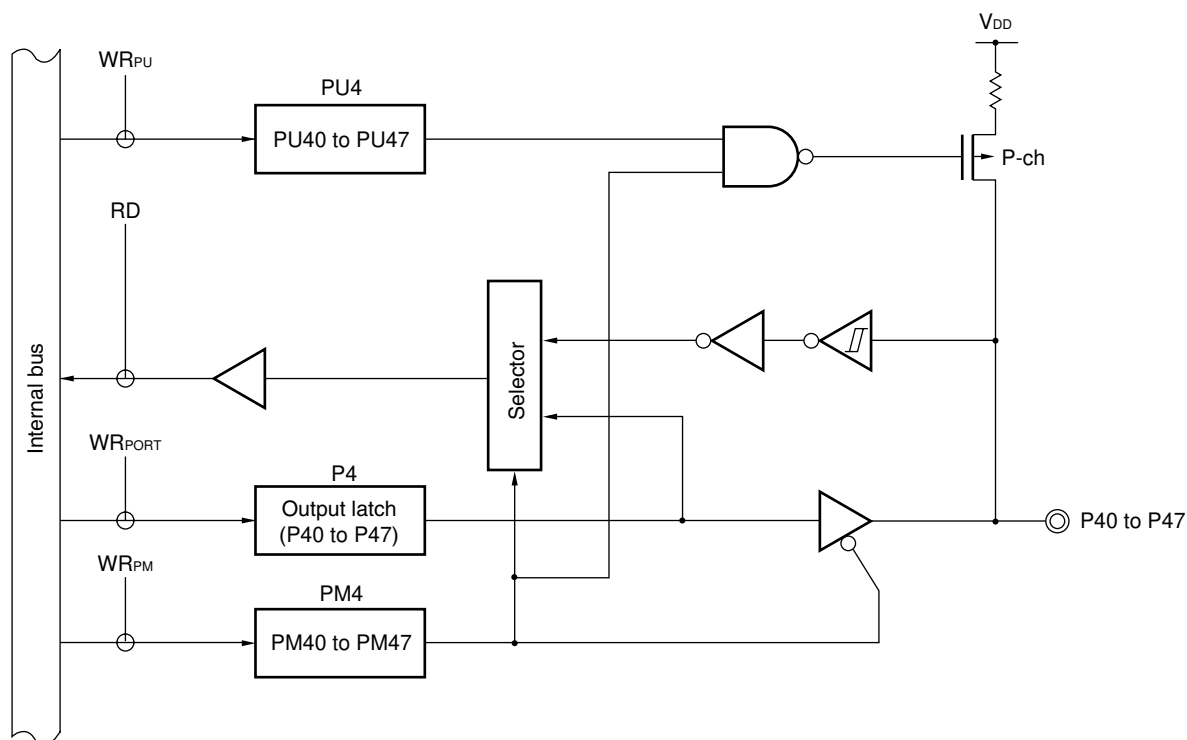 VDD
WRPU
PU4
PU40 to PU47
P-ch
RD
Internal bus
Selector
WRPORT
P4
Output latch
(P40 to P47)
P40 to P47
WRPM
PM4
PM40 to PM47